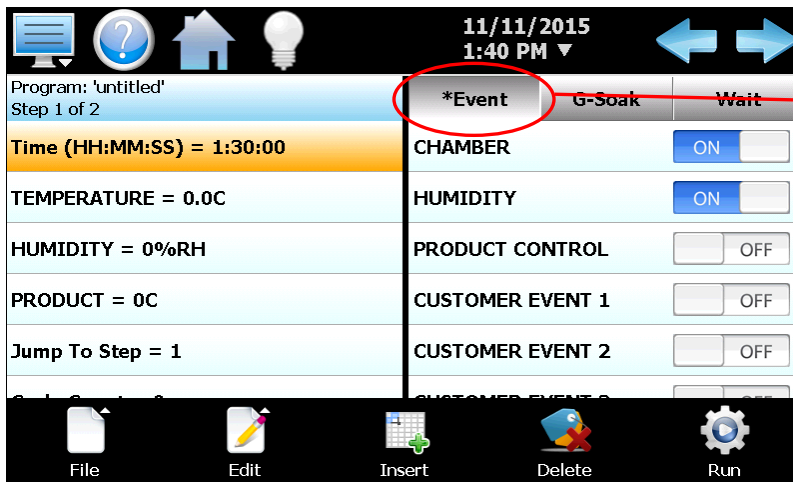 11/11/2015
1:40 PM ▼
Program: 'untitled'
Step 1 of 2
*Event G-Soak Wait
Time (HH:MM:SS) = 1:30:00
CHAMBER ON
TEMPERATURE = 0.0C
HUMIDITY ON
HUMIDITY = 0%RH
PRODUCT CONTROL OFF
PRODUCT = 0C
CUSTOMER EVENT 1 OFF
Jump To Step = 1
CUSTOMER EVENT 2 OFF
File Edit Insert Delete Run